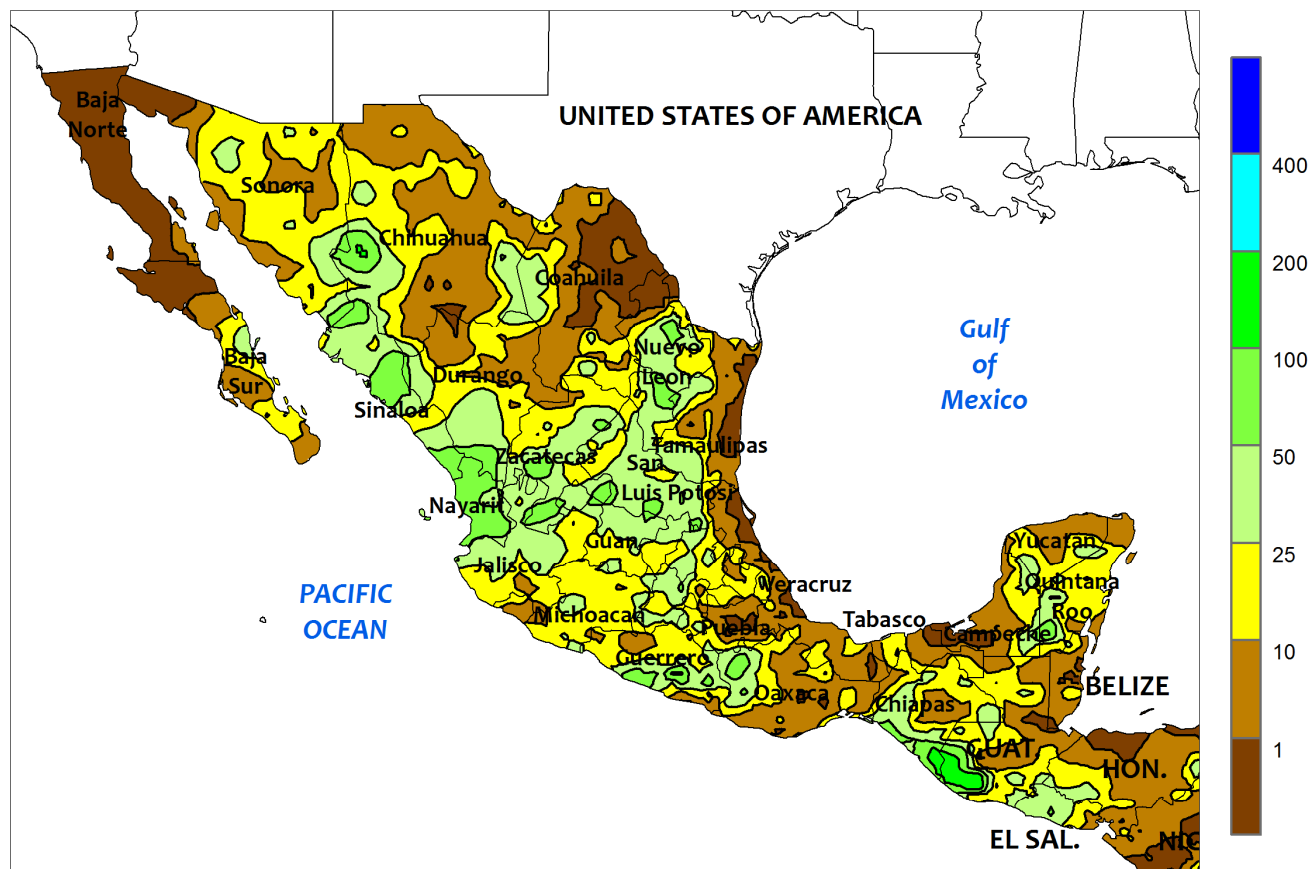 Baja
Norte
UNITED STATES OF AMERICA
Sonora
Chihuahua
Coahuila
Gulf
of
Mexico
Nuevo
Leon
Baja
Sur
Durango
Sinaloa
Tamaulipas
Zacatecas
San
Luis Potosi
Nayarit
Guan
Jalisco
Yucatan
Quintana
Roo
Veracruz
PACIFIC
OCEAN
Michoacan
Puebla
Tabasco
Campeche
Guerrero
Oaxaca
Chiapas
BELIZE
GUAT.
HON.
EL SAL.
NIC
400
200
100
50
25
10
1